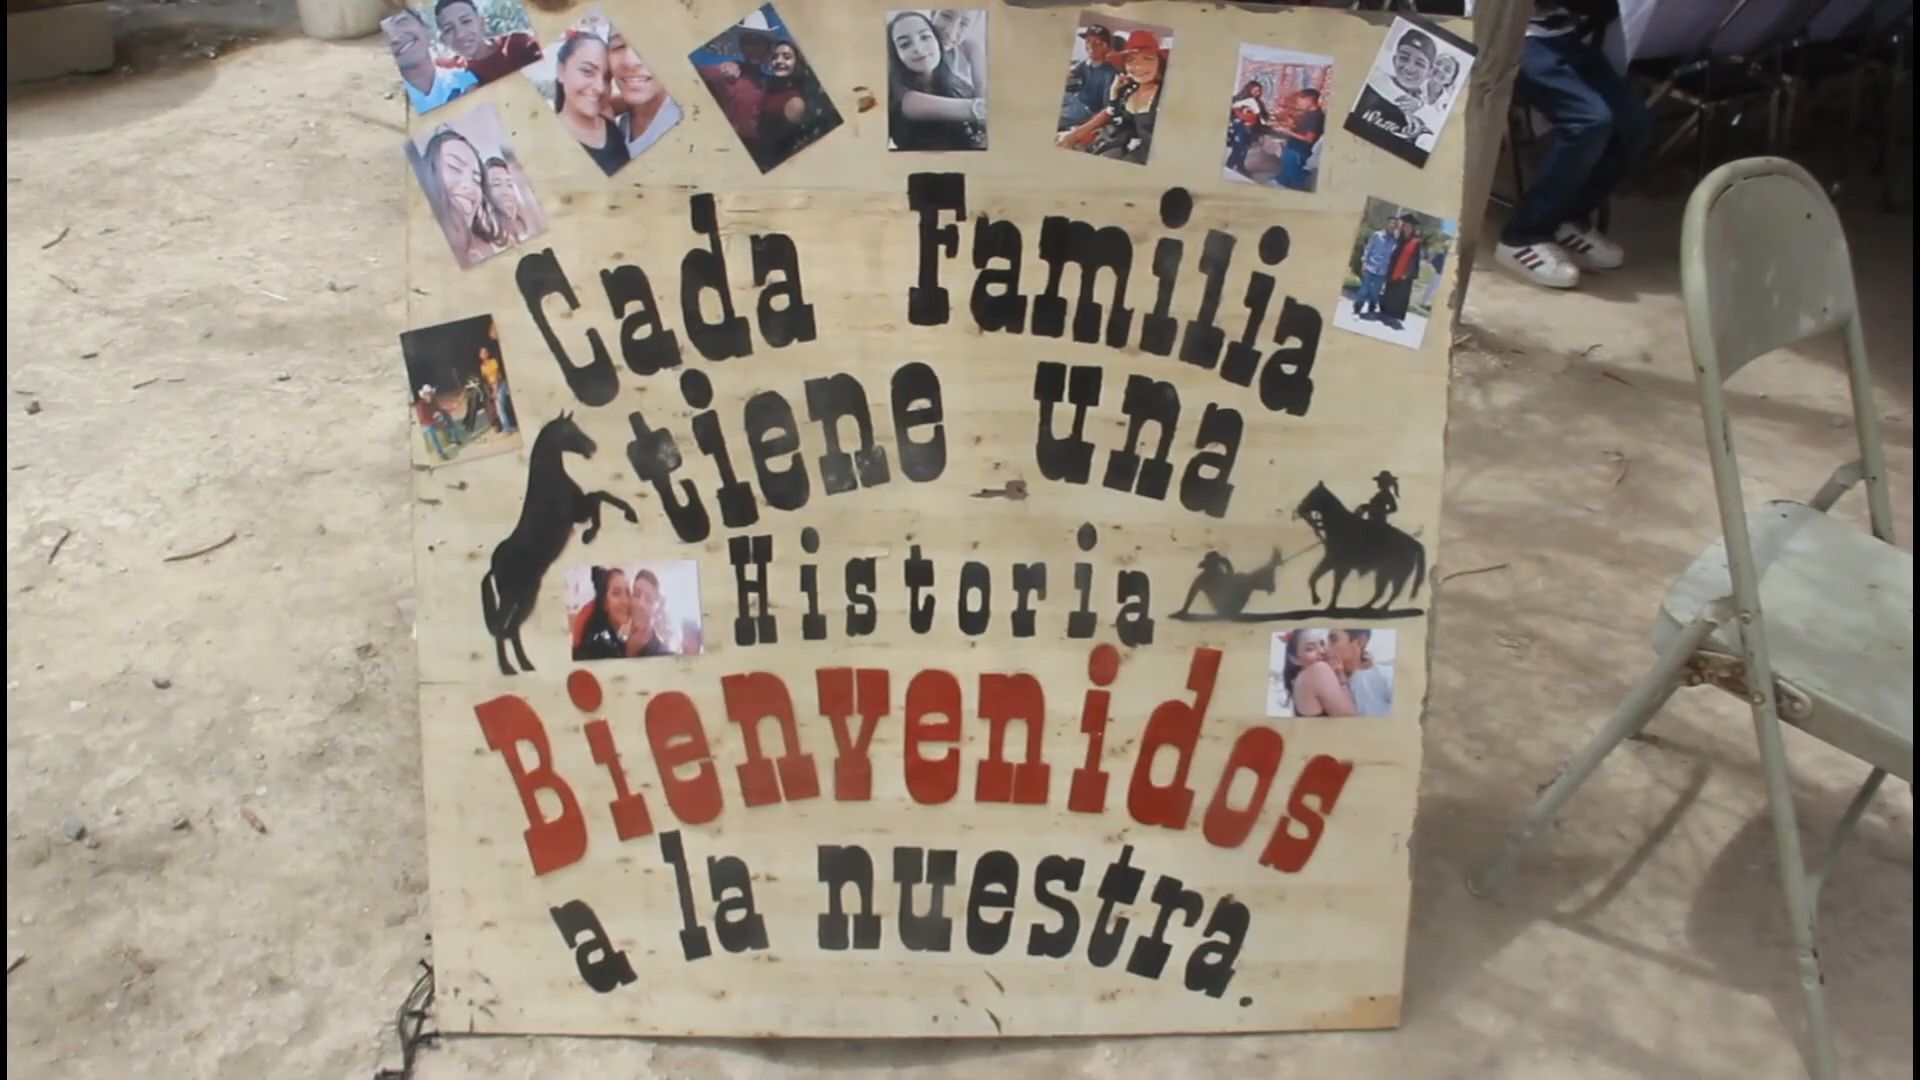 Cada Familia
tiene una
Historia
Bienvenidos
a la nuestra.